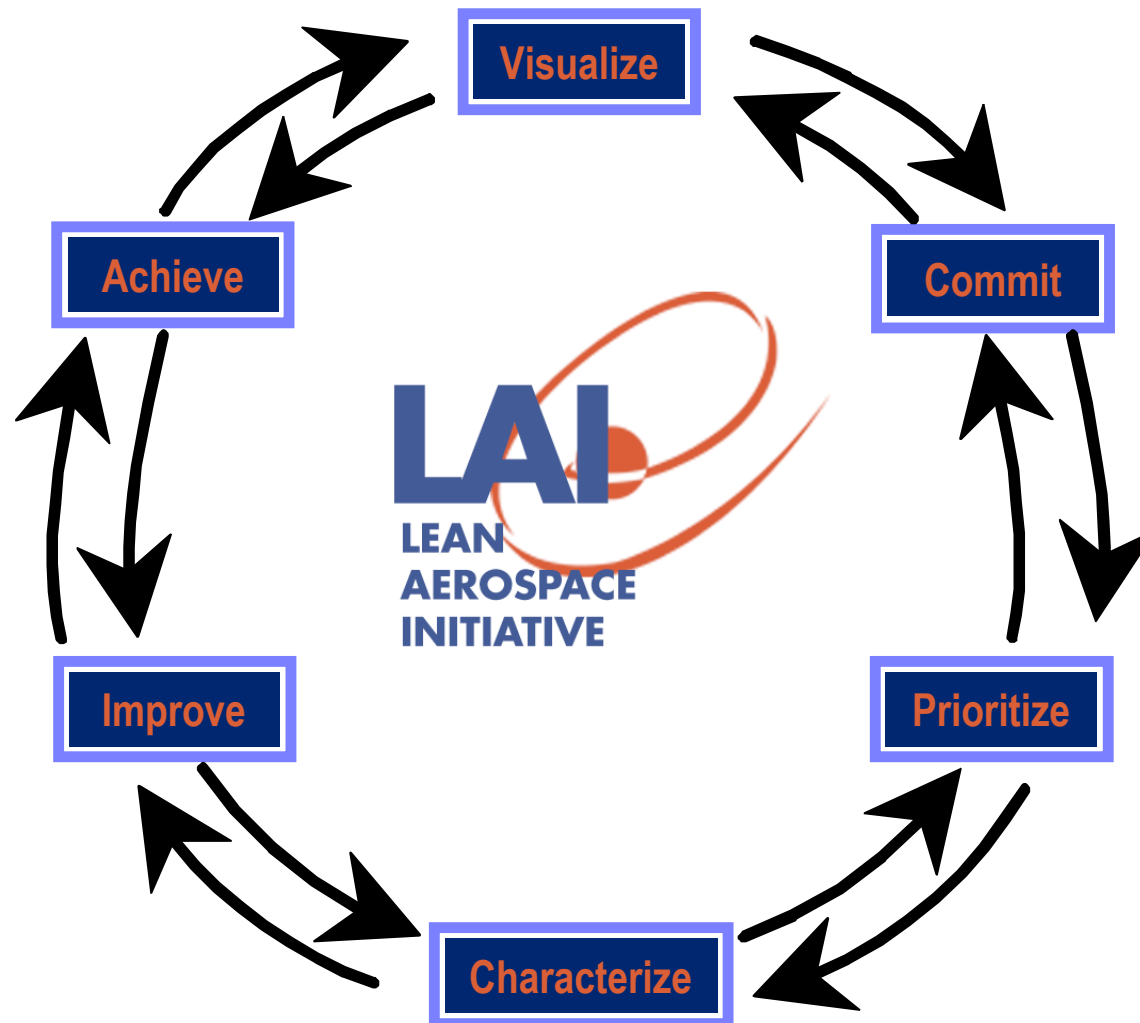 Visualize
Achieve
Commit
LAI
LEAN
AEROSPACE
INITIATIVE
Improve
Prioritize
Characterize